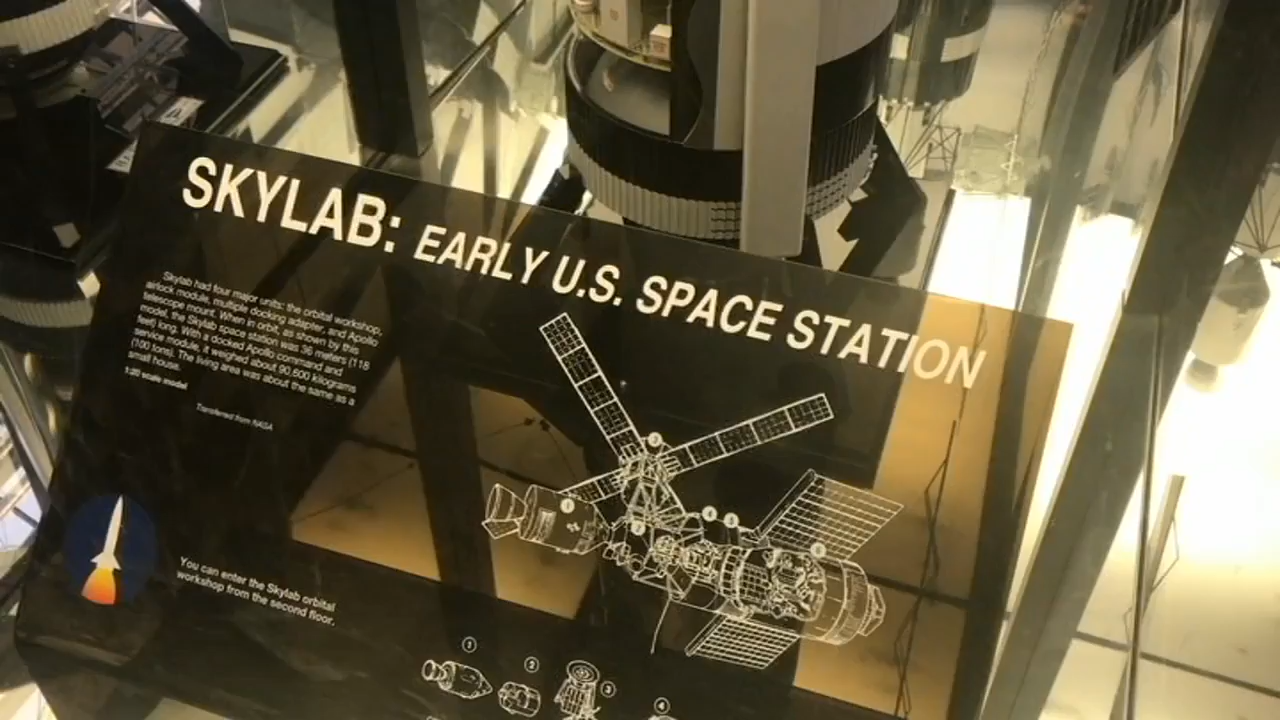 SKYLAB: EARLY U.S. SPACE STATION
Skylab had four major units: the orbital workshop,
airlock module, multiple docking adapter, and Apollo
telescope mount. When in orbit, as shown by this
model, the Skylab space station was 36 meters (118
feet) long. With a docked Apollo command and
service module, it weighed about 90,600 kilograms
(100 tons). The living area was about the same as a
small house.
1:20 scale model
Transferred from NASA
You can enter the Skylab orbital
workshop from the second floor.
1
2
3
4